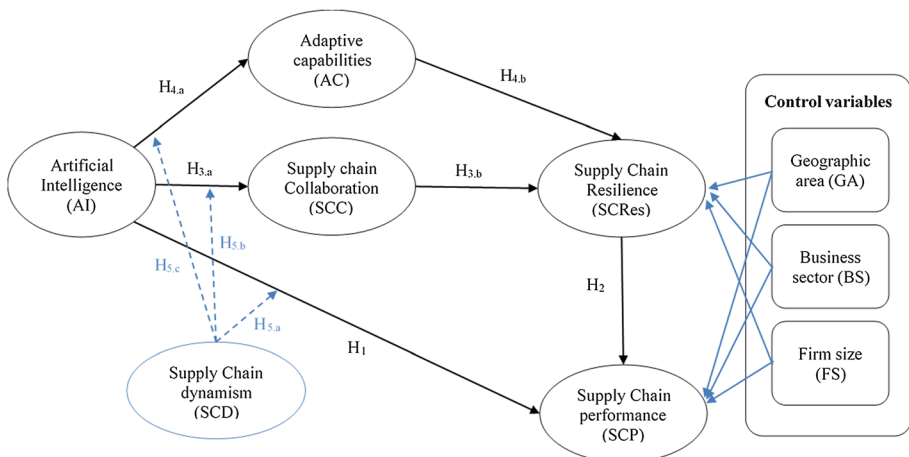 Adaptive
capabilities
(AC)
H4.a
H4.b
Control variables
Artificial
Intelligence
(AI)
H3.a
Supply chain
Collaboration
(SCC)
H3.b
Supply Chain
Resilience
(SCRes)
Geographic
area (GA)
H5.b
H5.c
Business
sector (BS)
H2
H5.a
H1
Supply Chain
dynamism
(SCD)
Supply Chain
performance
(SCP)
Firm size
(FS)